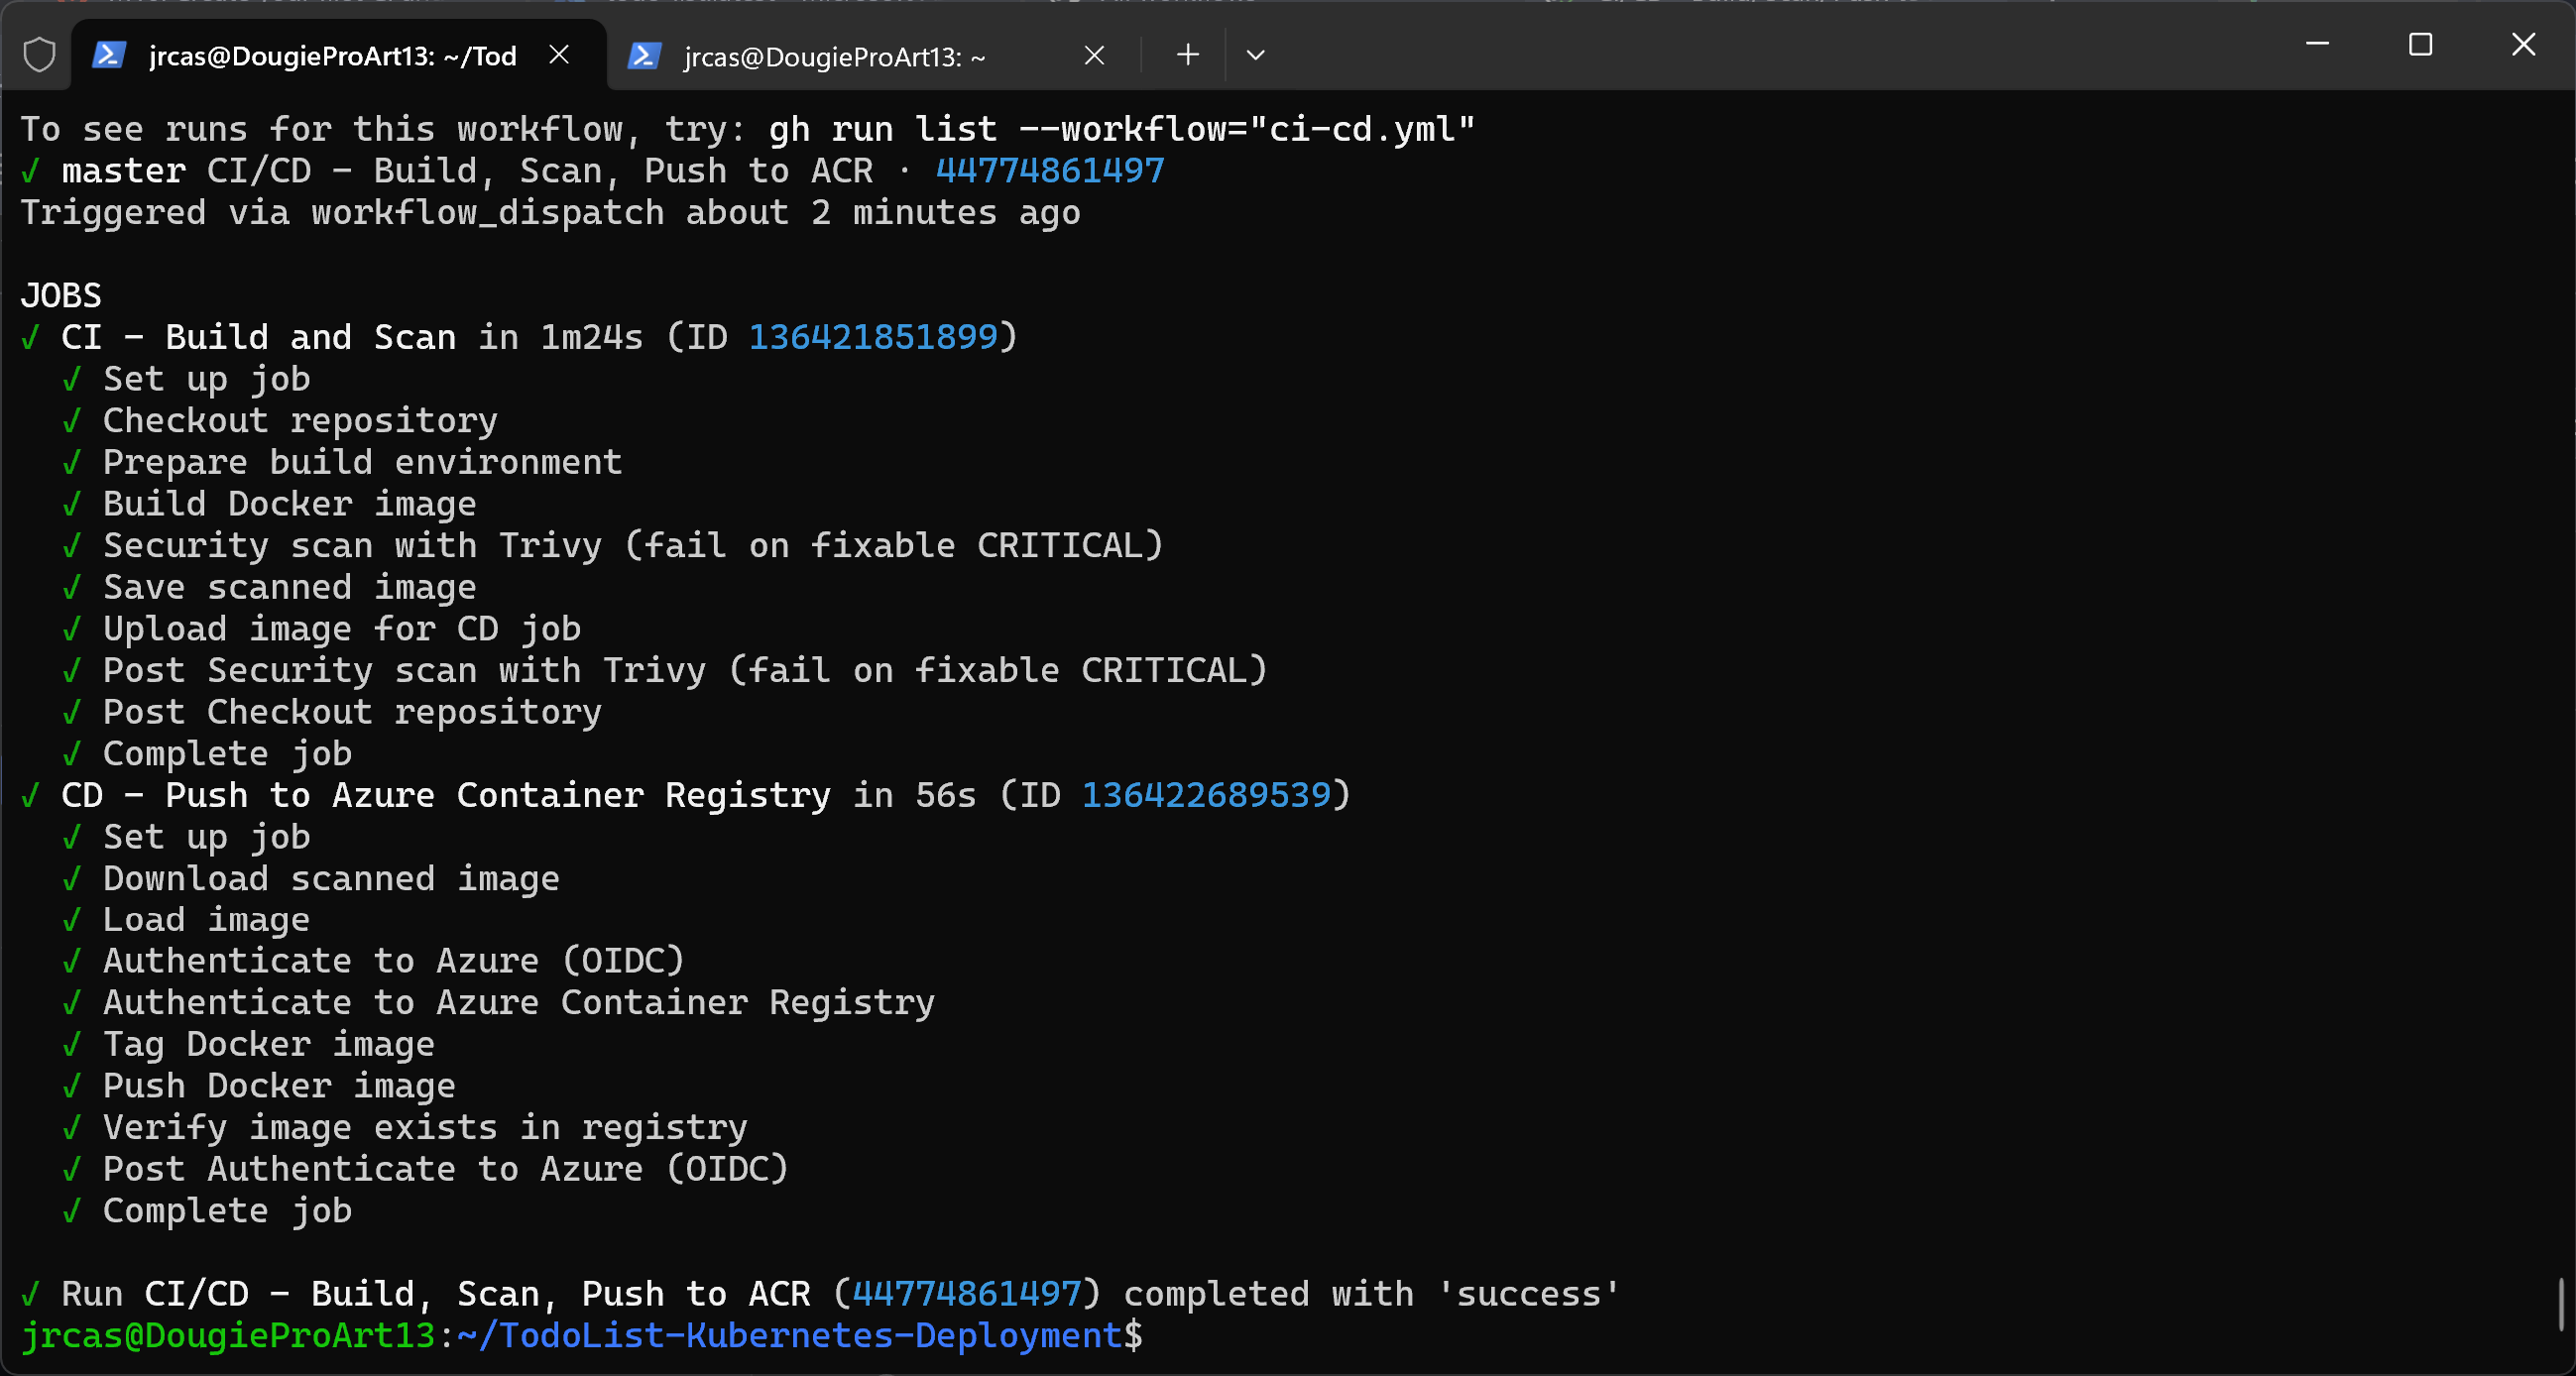 jrcas@DougieProArt13: ~/Tod
jrcas@DougieProArt13: ~
To see runs for this workflow, try: gh run list --workflow="ci-cd.yml"
✓ master CI/CD - Build, Scan, Push to ACR · 44774861497
Triggered via workflow_dispatch about 2 minutes ago
JOBS
✓ CI - Build and Scan in 1m24s (ID 136421851899)
✓ Set up job
✓ Checkout repository
✓ Prepare build environment
✓ Build Docker image
✓ Security scan with Trivy (fail on fixable CRITICAL)
✓ Save scanned image
✓ Upload image for CD job
✓ Post Security scan with Trivy (fail on fixable CRITICAL)
✓ Post Checkout repository
✓ Complete job
✓ CD - Push to Azure Container Registry in 56s (ID 136422689539)
✓ Set up job
✓ Download scanned image
✓ Load image
✓ Authenticate to Azure (OIDC)
✓ Authenticate to Azure Container Registry
✓ Tag Docker image
✓ Push Docker image
✓ Verify image exists in registry
✓ Post Authenticate to Azure (OIDC)
✓ Complete job
✓ Run CI/CD - Build, Scan, Push to ACR (44774861497) completed with 'success'
jrcas@DougieProArt13:~/TodoList-Kubernetes-Deployment$